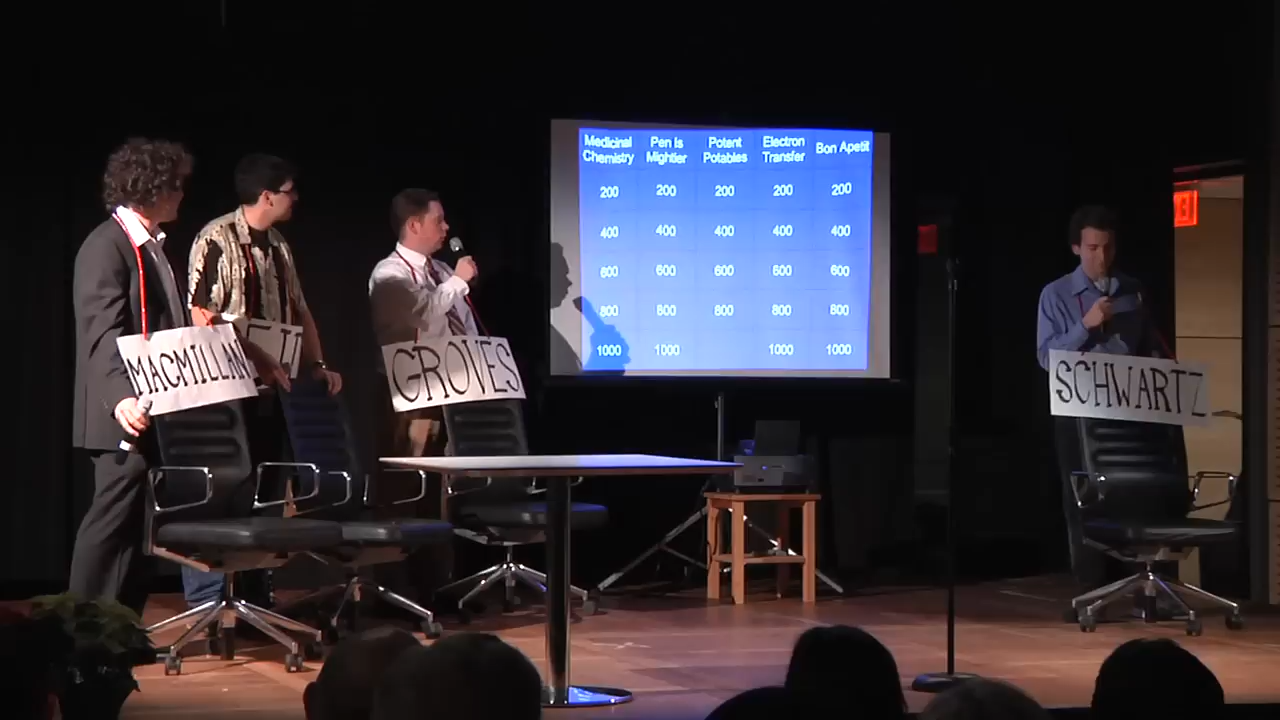 Medicinal Chemistry
Pen is Mightier
Potent Potables
Electron Transfer
Bon Apetit
200 200 200 200 200
400 400 400 400 400
600 600 600 600 600
800 800 800 800 800
1000 1000 1000 1000
MACMILLAN
GROVES
SCHWARTZ